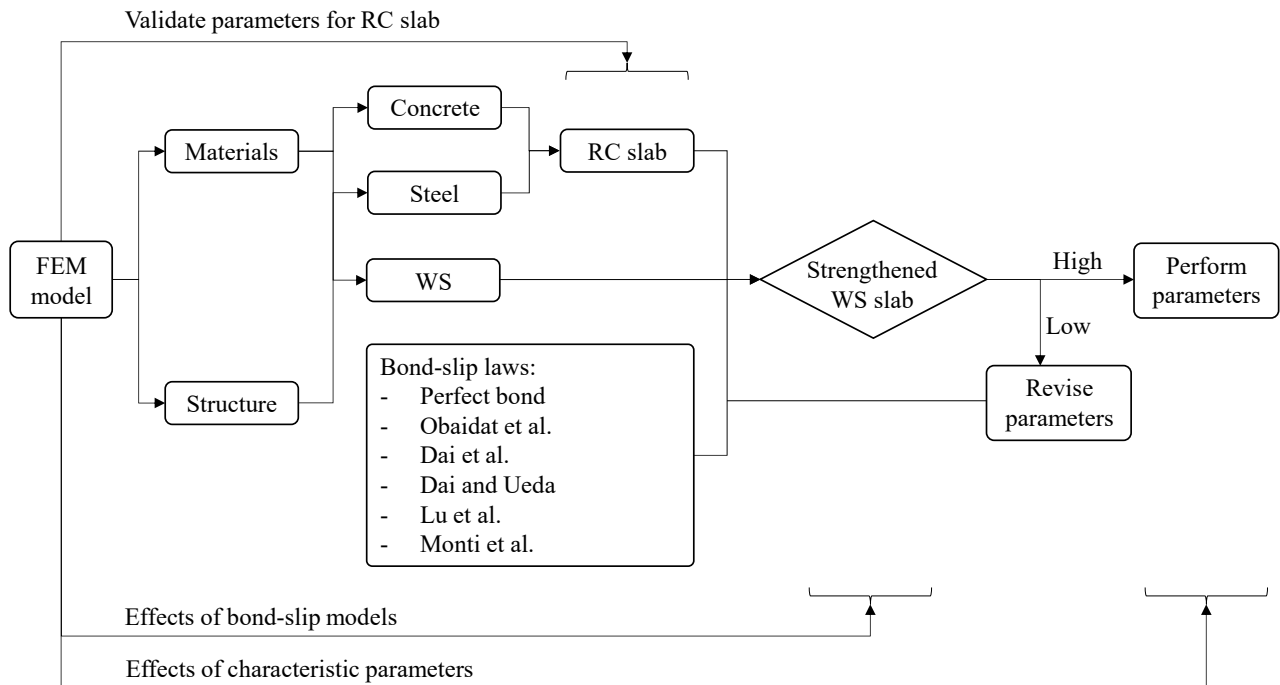 Validate parameters for RC slab
Concrete
Materials
RC slab
Steel
FEM
model
WS
Strengthened
WS slab
High
Perform
parameters
Low
Structure
Bond-slip laws:
- Perfect bond
- Obaidat et al.
- Dai et al.
- Dai and Ueda
- Lu et al.
- Monti et al.
Revise
parameters
Effects of bond-slip models
Effects of characteristic parameters